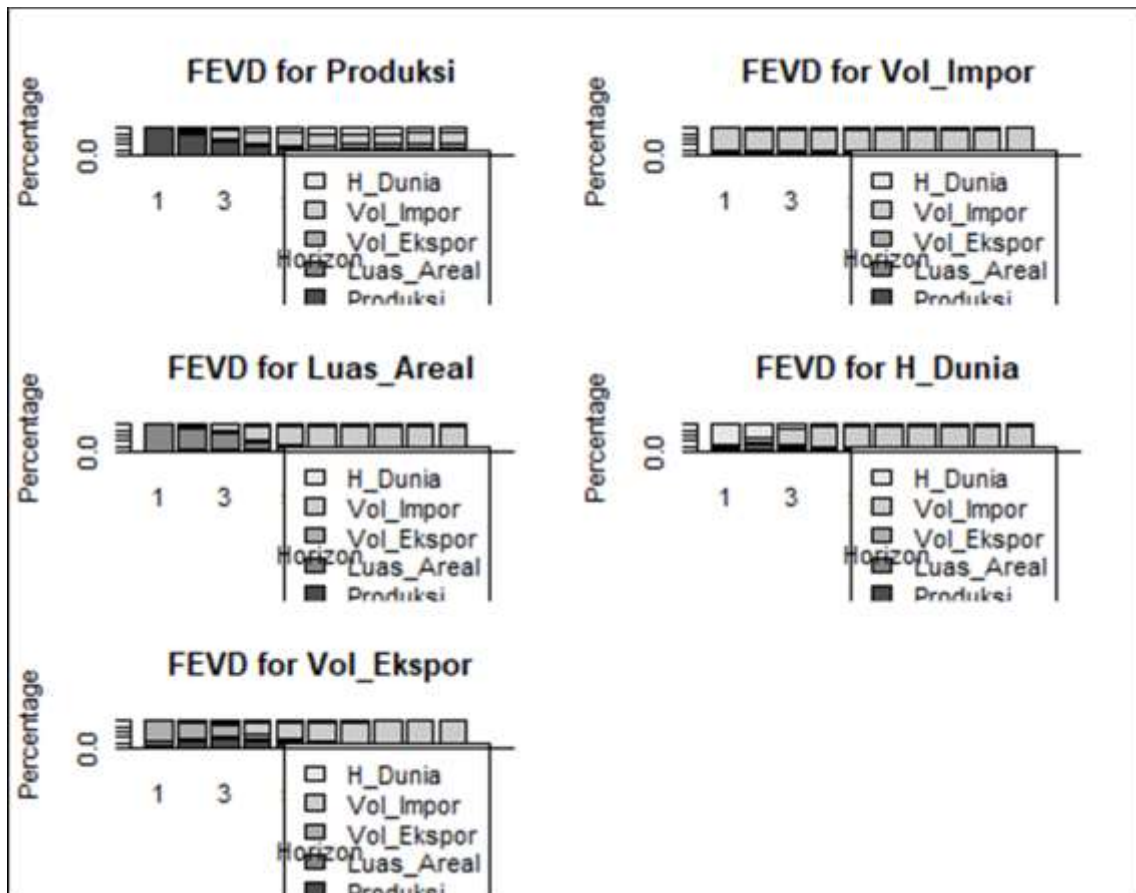 FEVD for Produksi
Percentage
0.0
1 3
Horizon
H_Dunia
Vol_Impor
Vol_Ekspor
Luas_Areal
Produksi
FEVD for Vol_Impor
Percentage
0.0
1 3
Horizon
H_Dunia
Vol_Impor
Vol_Ekspor
Luas_Areal
Produksi
FEVD for Luas_Areal
Percentage
0.0
1 3
Horizon
H_Dunia
Vol_Impor
Vol_Ekspor
Luas_Areal
Produksi
FEVD for H_Dunia
Percentage
0.0
1 3
Horizon
H_Dunia
Vol_Impor
Vol_Ekspor
Luas_Areal
Produksi
FEVD for Vol_Ekspor
Percentage
0.0
1 3
Horizon
H_Dunia
Vol_Impor
Vol_Ekspor
Luas_Areal
Produksi